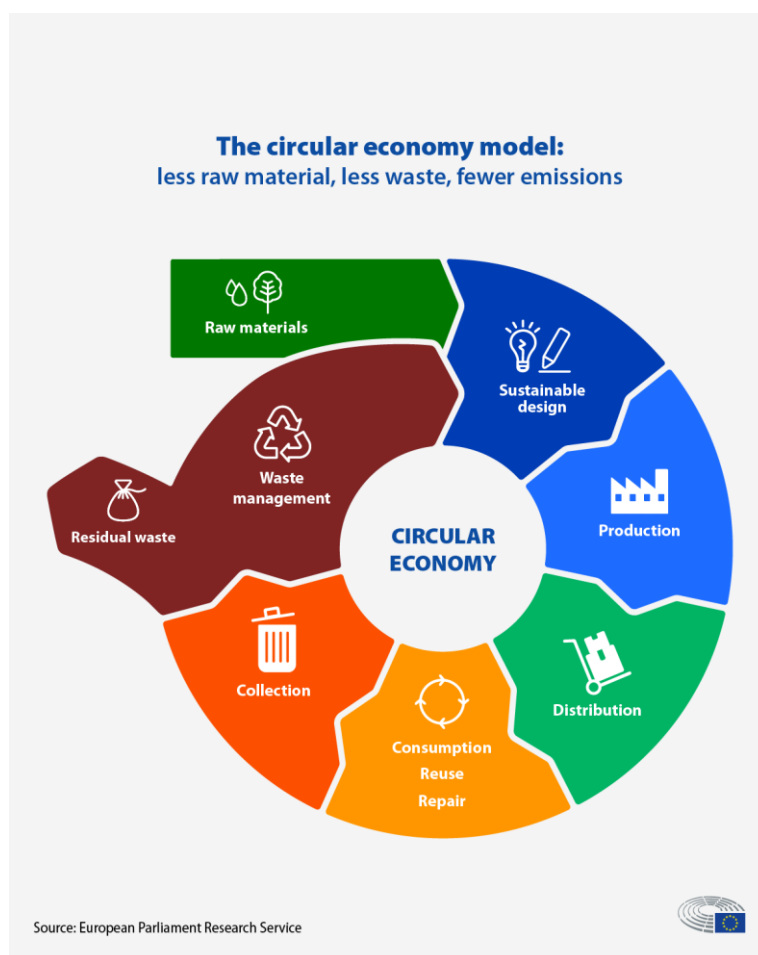 The circular economy model:
less raw material, less waste, fewer emissions
Raw materials
Sustainable
design
Production
Distribution
Consumption
Reuse
Repair
Collection
Waste
management
Residual waste
CIRCULAR
ECONOMY
Source: European Parliament Research Service